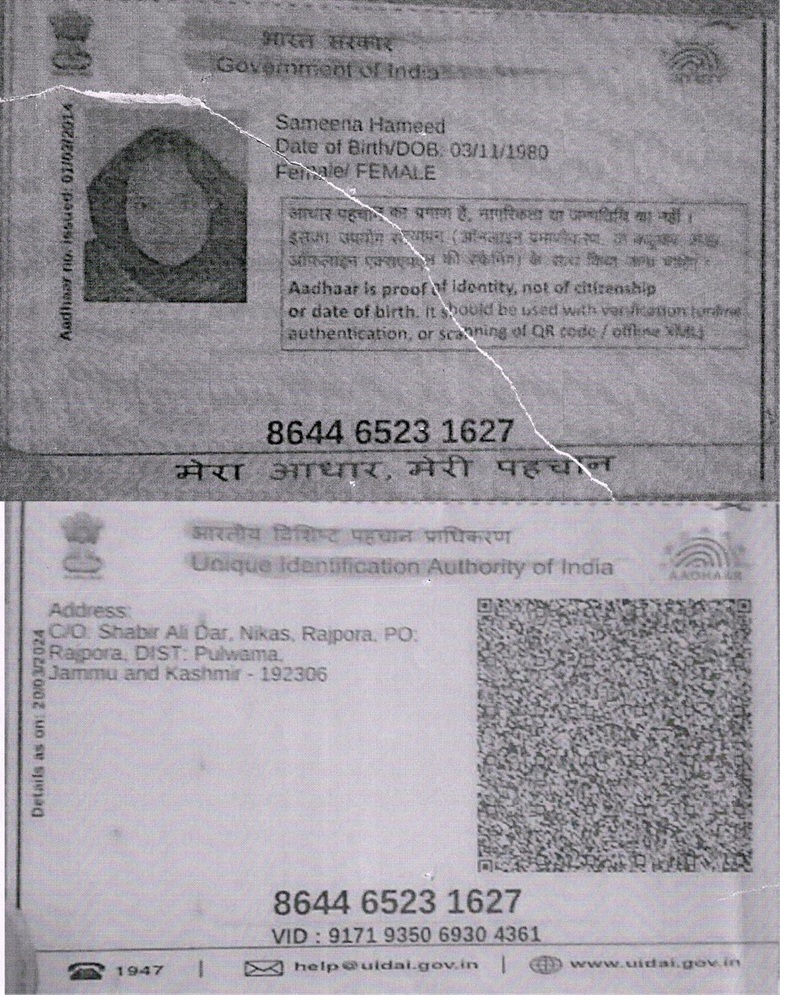 भारत सरकार
Government of India
Aadhaar no. issued:
Sameena Hameed
Date of Birth/DOB: 03/11/1980
Female/ FEMALE
आधार पहचान का प्रमाण है, नागरिकता या जन्मतिथि का नहीं ।
इसका उपयोग सत्यापन (ऑनलाइन प्रमाणीकरण,
ऑफलाइन एक्सएमएल की स्कैनिंग) के साथ किया जाना चाहिए ।
Aadhaar is proof of identity, not of citizenship
or date of birth. It should be used with verification (online
authentication, or scanning of QR code / offline XML)
8644 6523 1627
मेरा आधार, मेरी पहचान
भारतीय विशिष्ट पहचान प्राधिकरण
Unique Identification Authority of India
AADHAAR
Details as on: 20/03/2024
Address:
C/O: Shabir Ali Dar, Nikas, Rajpora, PO:
Rajpora, DIST: Pulwama,
Jammu and Kashmir - 192306
8644 6523 1627
VID : 9171 9350 6930 4361
1947 | help@uidai.gov.in | www.uidai.gov.in